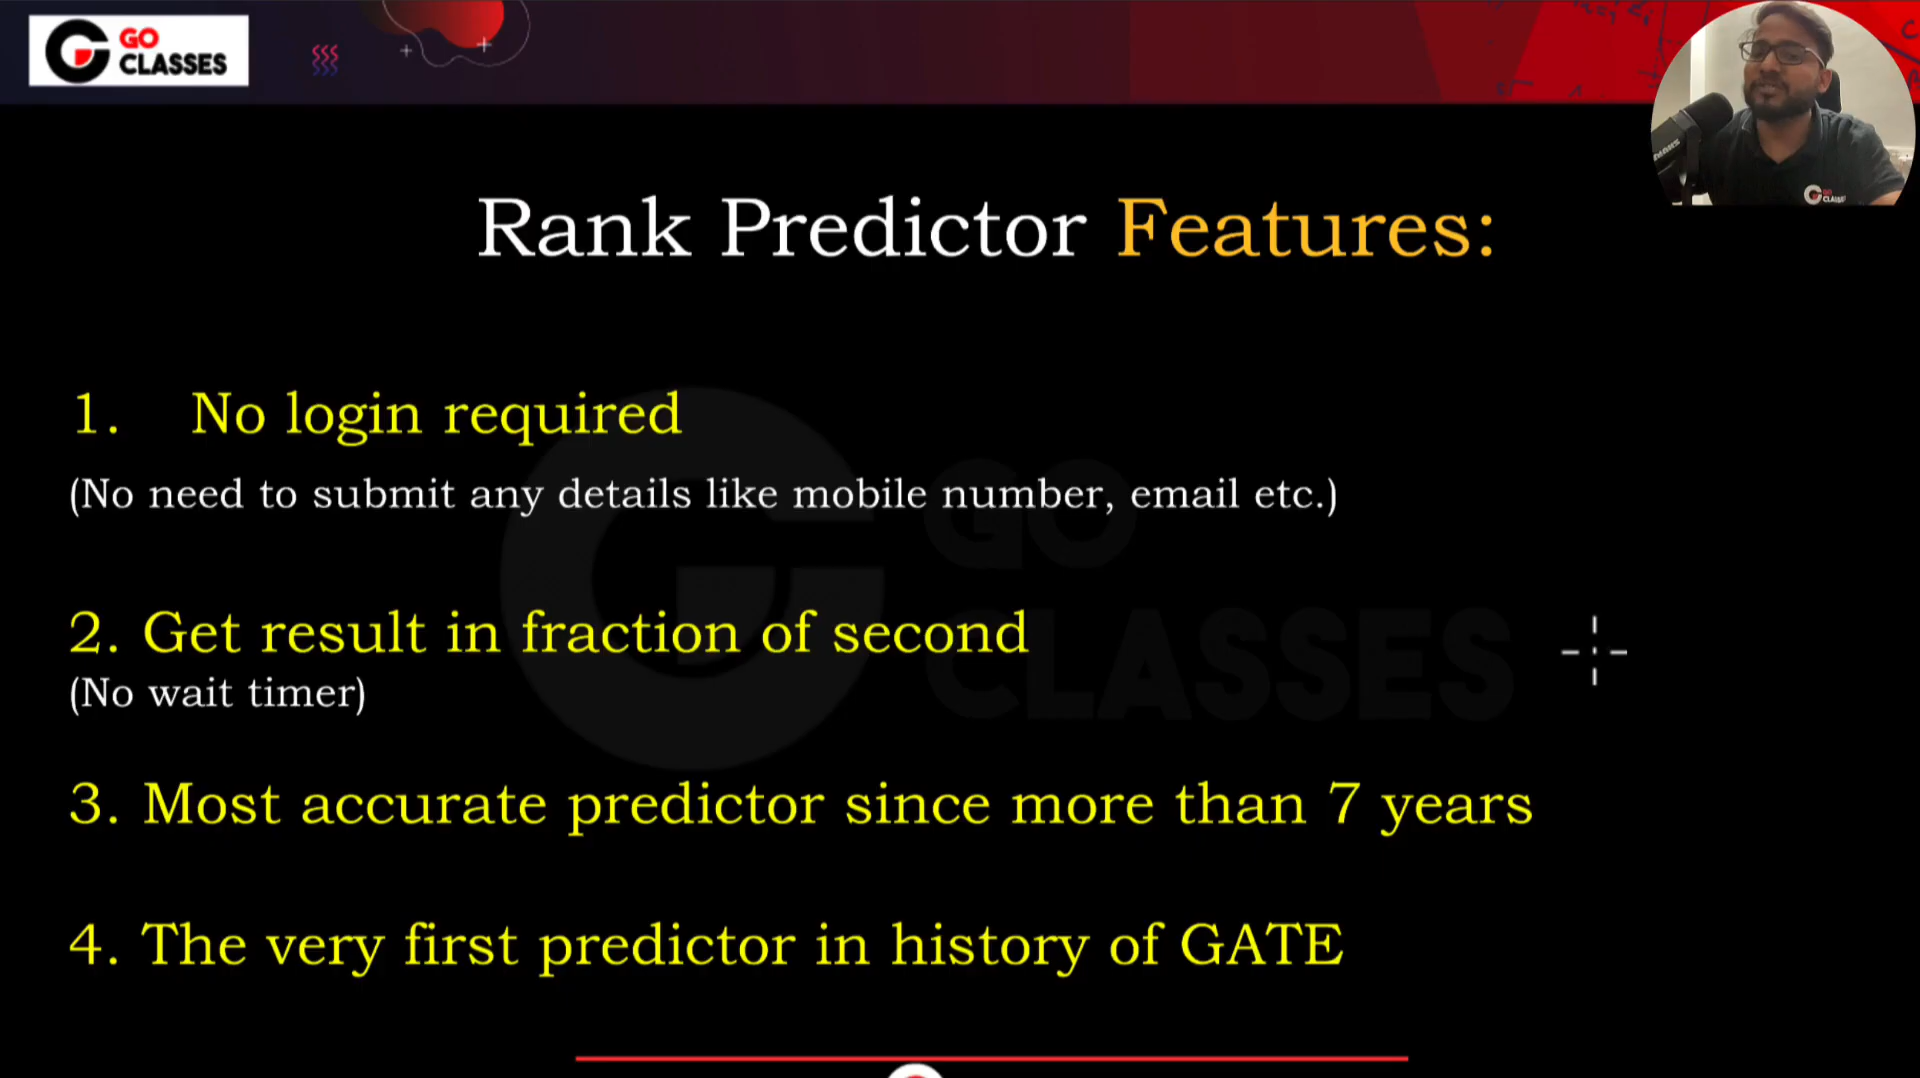 GO
CLASSES
Rank Predictor Features:
1. No login required
(No need to submit any details like mobile number, email etc.)
2. Get result in fraction of second
(No wait timer)
3. Most accurate predictor since more than 7 years
4. The very first predictor in history of GATE
GO
CLASSES